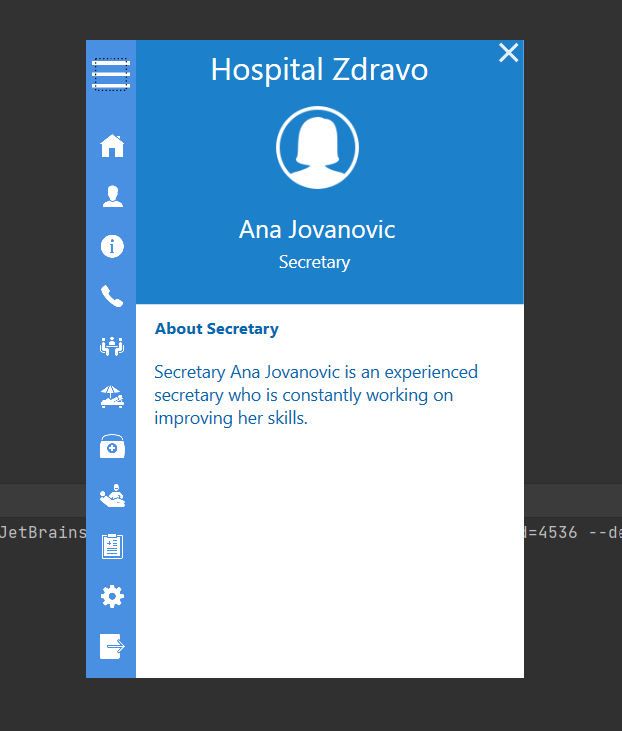 Hospital Zdravo
Ana Jovanovic
Secretary
About Secretary
Secretary Ana Jovanovic is an experienced
secretary who is constantly working on
improving her skills.
JetBrains =4536 --de